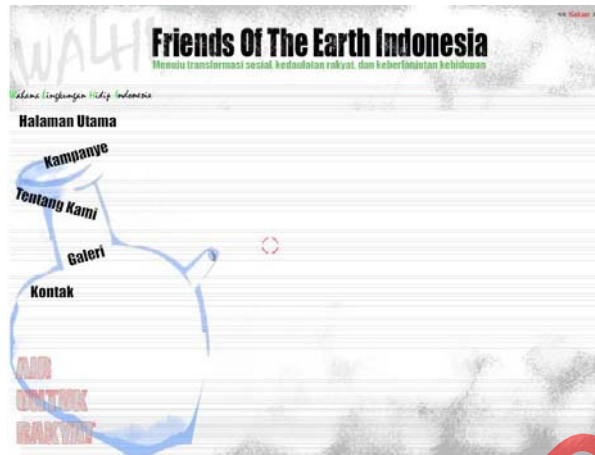 WALHI
Friends Of The Earth Indonesia
Menuju transformasi sosial, kedaulatan rakyat, dan keberlanjutan kehidupan
Wahana Lingkungan Hidip Indonesia
Halaman Utama
Kampanye
Tentang Kami
Galeri
Kontak
AIR
UNTUK
RAKYAT